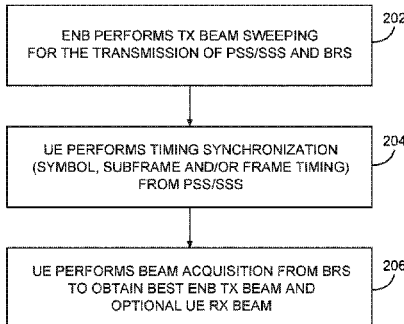 202
ENB PERFORMS TX BEAM SWEEPING
FOR THE TRANSMISSION OF PSS/SSS AND BRS
204
UE PERFORMS TIMING SYNCHRONIZATION
(SYMBOL, SUBFRAME AND/OR FRAME TIMING)
FROM PSS/SSS
206
UE PERFORMS BEAM ACQUISITION FROM BRS
TO OBTAIN BEST ENB TX BEAM AND
OPTIONAL UE RX BEAM